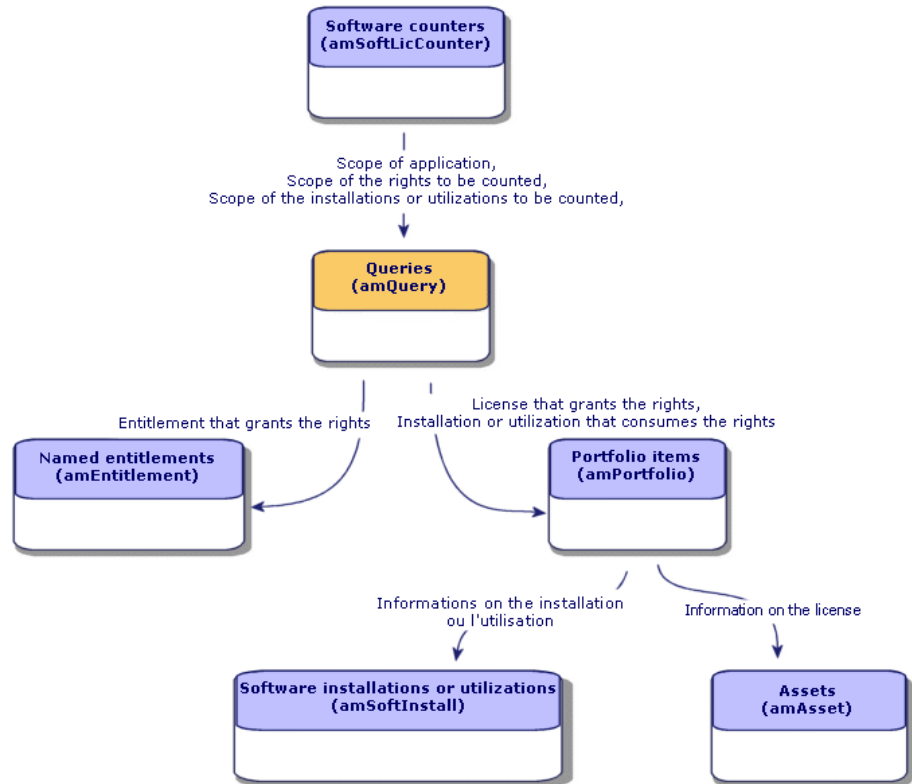 Software counters
(amSoftLicCounter)
Scope of application,
Scope of the rights to be counted,
Scope of the installations or utilizations to be counted,
Queries
(amQuery)
Entitlement that grants the rights
License that grants the rights,
Installation or utilization that consumes the rights
Named entitlements
(amEntitlement)
Portfolio items
(amPortfolio)
Informations on the installation
ou l'utilisation
Information on the license
Software installations or utilizations
(amSoftInstall)
Assets
(amAsset)